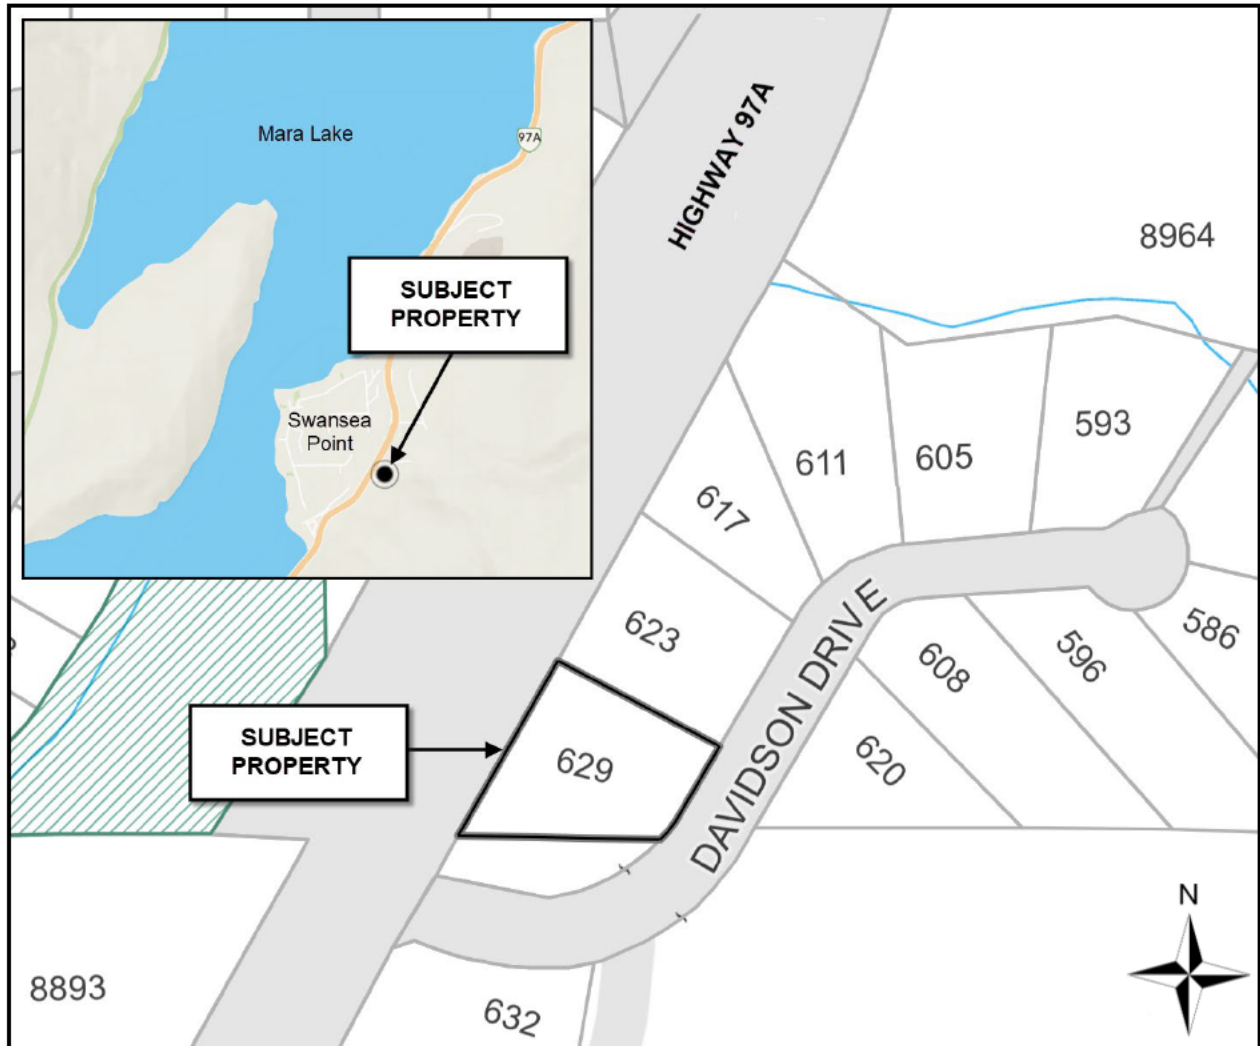 Mara Lake
97A
SUBJECT
PROPERTY
Swansea
Point
HIGHWAY 97A
8964
593
605
611
617
623
586
596
608
620
DAVIDSON DRIVE
SUBJECT
PROPERTY
629
N
8893
632